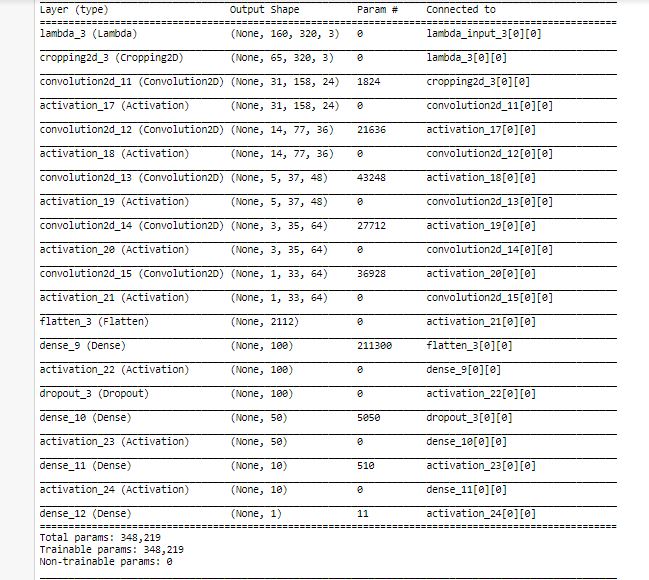 Layer (type) Output Shape Param # Connected to
lambda_3 (Lambda) (None, 160, 320, 3) 0 lambda_input_3[0][0]
cropping2d_3 (Cropping2D) (None, 65, 320, 3) 0 lambda_3[0][0]
convolution2d_11 (Convolution2D) (None, 31, 158, 24) 1824 cropping2d_3[0][0]
activation_17 (Activation) (None, 31, 158, 24) 0 convolution2d_11[0][0]
convolution2d_12 (Convolution2D) (None, 14, 77, 36) 21636 activation_17[0][0]
activation_18 (Activation) (None, 14, 77, 36) 0 convolution2d_12[0][0]
convolution2d_13 (Convolution2D) (None, 5, 37, 48) 43248 activation_18[0][0]
activation_19 (Activation) (None, 5, 37, 48) 0 convolution2d_13[0][0]
convolution2d_14 (Convolution2D) (None, 3, 35, 64) 27712 activation_19[0][0]
activation_20 (Activation) (None, 3, 35, 64) 0 convolution2d_14[0][0]
convolution2d_15 (Convolution2D) (None, 1, 33, 64) 36928 activation_20[0][0]
activation_21 (Activation) (None, 1, 33, 64) 0 convolution2d_15[0][0]
flatten_3 (Flatten) (None, 2112) 0 activation_21[0][0]
dense_9 (Dense) (None, 100) 211300 flatten_3[0][0]
activation_22 (Activation) (None, 100) 0 dense_9[0][0]
dropout_3 (Dropout) (None, 100) 0 activation_22[0][0]
dense_10 (Dense) (None, 50) 5050 dropout_3[0][0]
activation_23 (Activation) (None, 50) 0 dense_10[0][0]
dense_11 (Dense) (None, 10) 510 activation_23[0][0]
activation_24 (Activation) (None, 10) 0 dense_11[0][0]
dense_12 (Dense) (None, 1) 11 activation_24[0][0]
Total params: 348,219
Trainable params: 348,219
Non-trainable params: 0